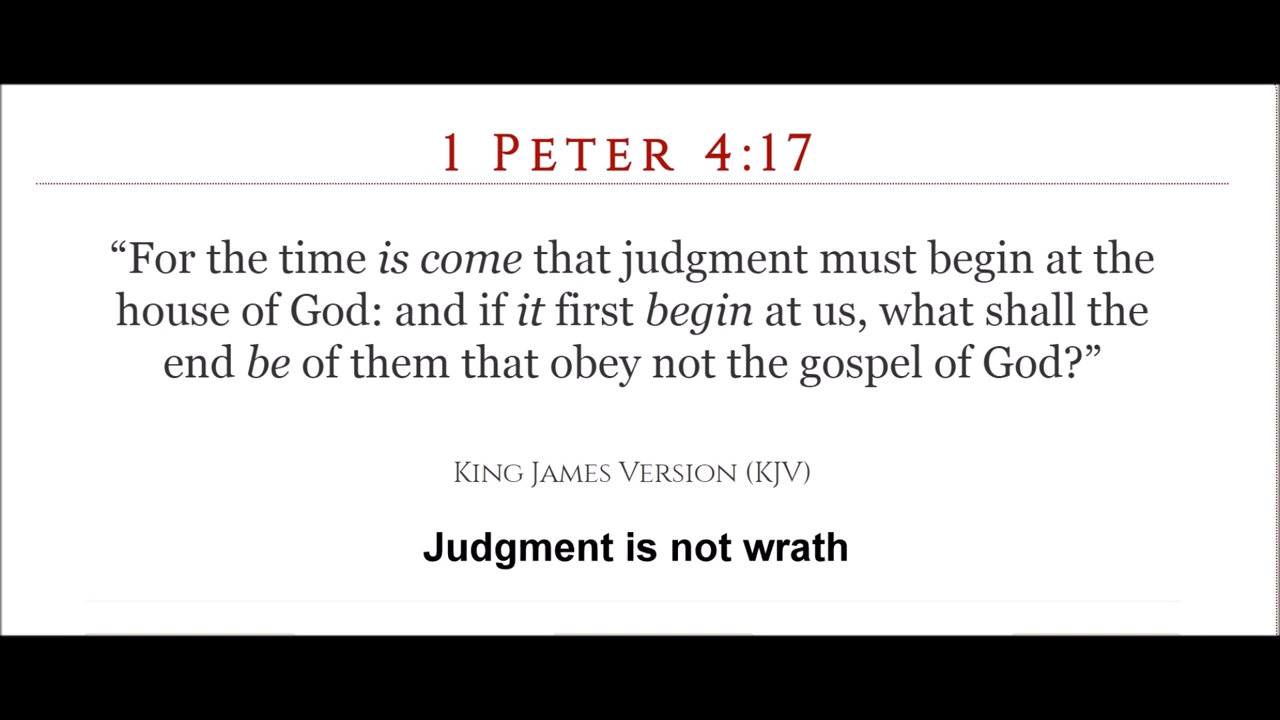 1 PETER 4:17
“For the time is come that judgment must begin at the
house of God: and if it first begin at us, what shall the
end be of them that obey not the gospel of God?”
KING JAMES VERSION (KJV)
Judgment is not wrath